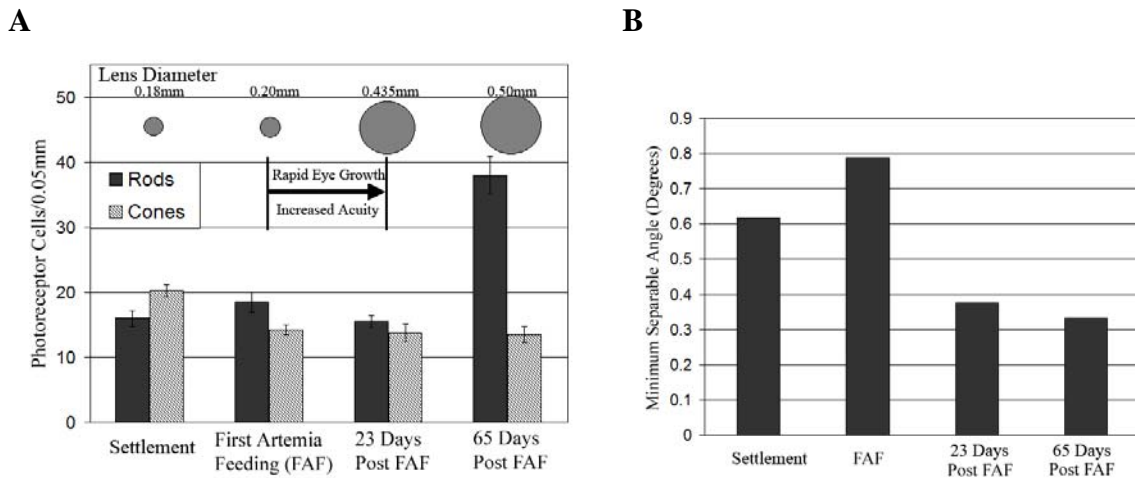 A
B
Lens Diameter
0.18mm 0.20mm 0.435mm 0.50mm
50
40
30
20
10
0
Photoreceptor Cells/0.05mm
Rods
Cones
Rapid Eye Growth
Increased Acuity
Settlement
First Artemia
Feeding (FAF)
23 Days
Post FAF
65 Days
Post FAF
Minimum Separable Angle (Degrees)
0.9
0.8
0.7
0.6
0.5
0.4
0.3
0.2
0.1
0
Settlement
FAF
23 Days
Post FAF
65 Days
Post FAF